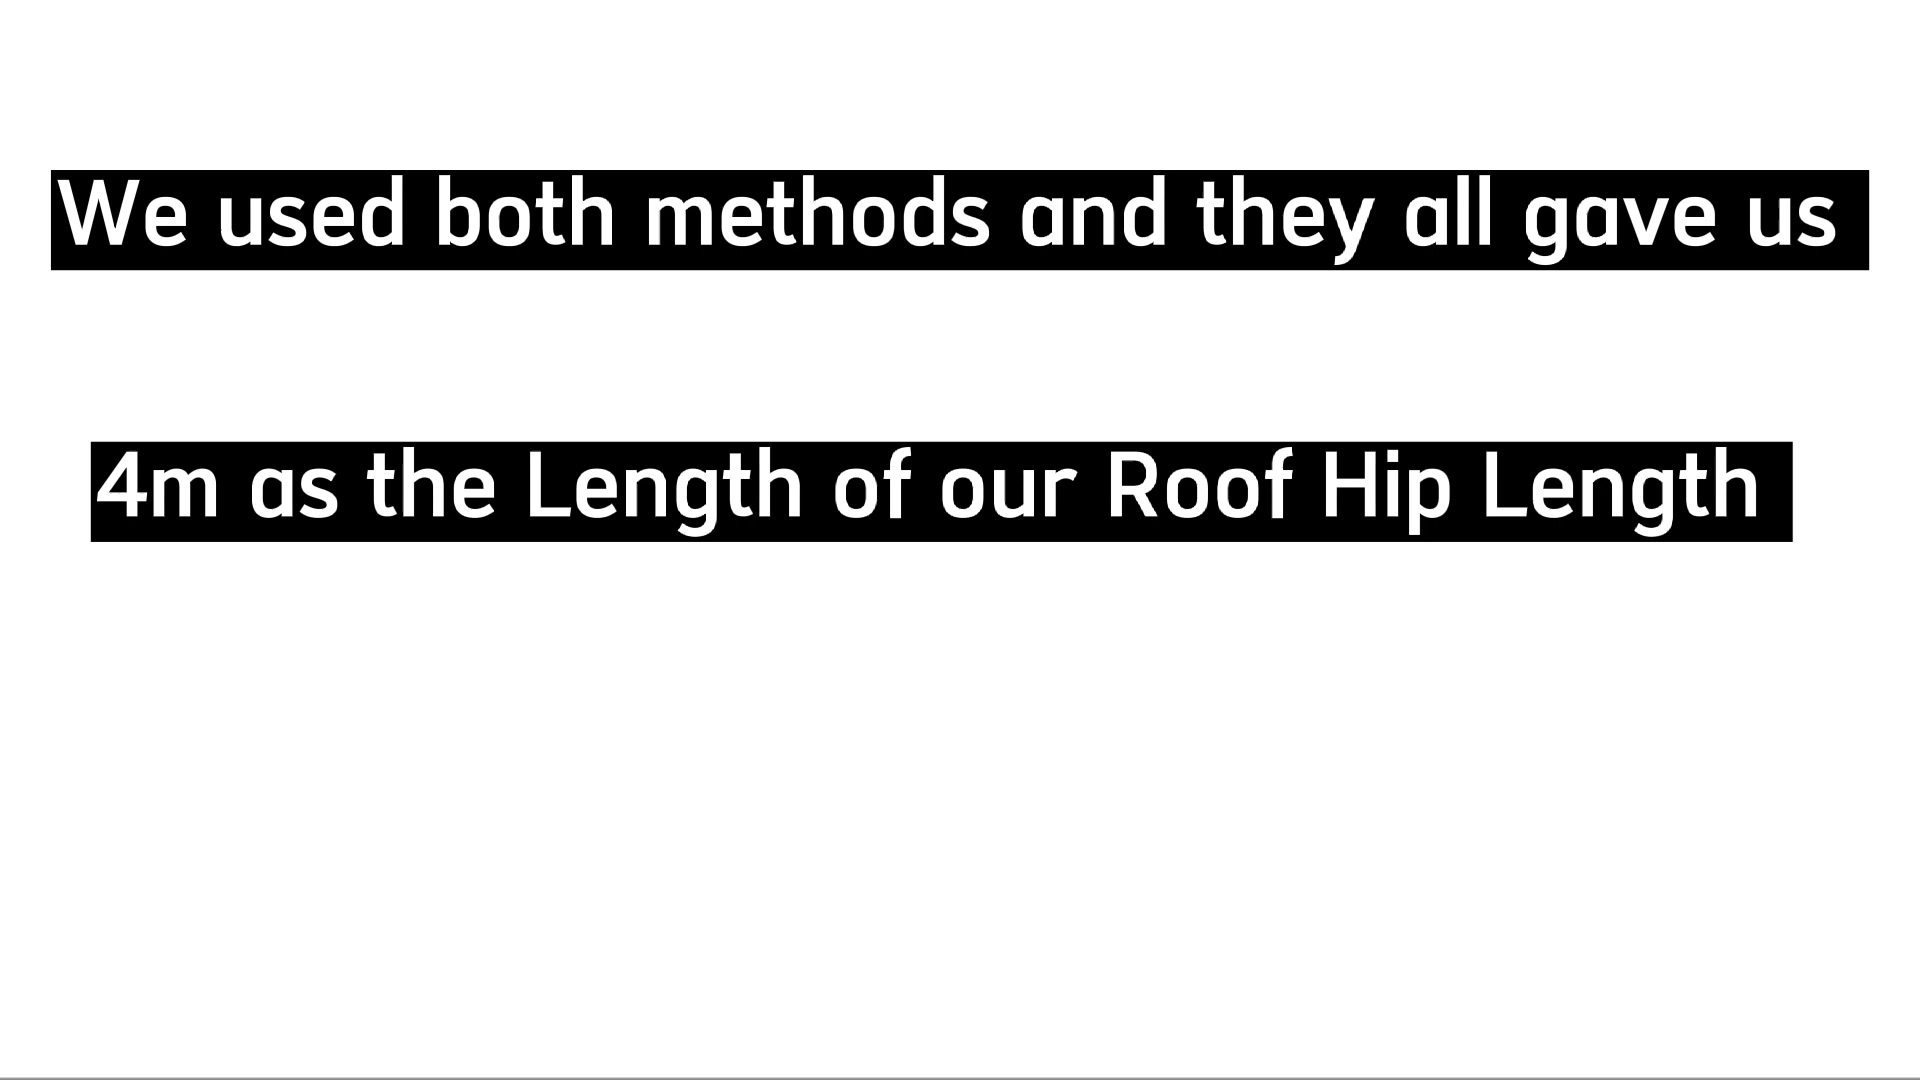 We used both methods and they all gave us
4m as the Length of our Roof Hip Length